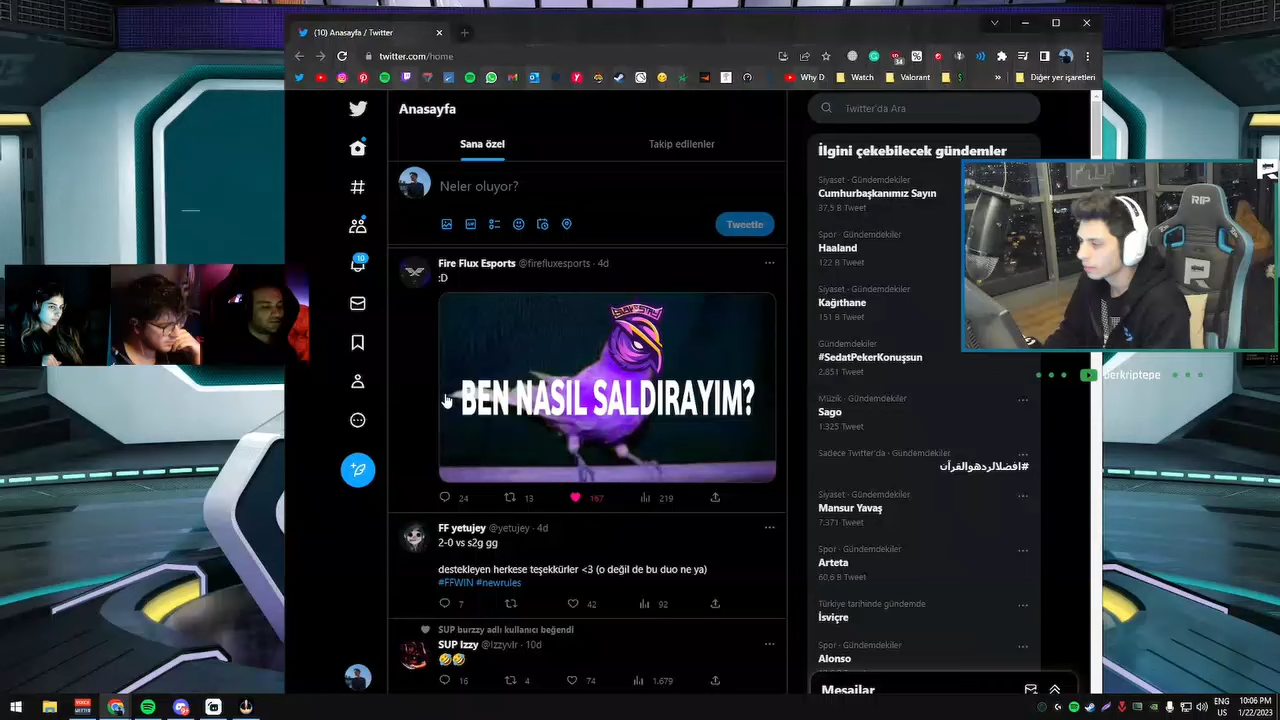 (10) Anasayfa / Twitter
twitter.com/home
34
Why D
Watch
Valorant
$
»
Diğer yer işaretleri
Anasayfa
Sana özel
Takip edilenler
Neler oluyor?
GIF
Tweetle
10
Fire Flux Esports @firefluxesports · 4d
:D
BEN NASIL SALDIRAYIM?
24
13
157
219
FF yetujey @yetujey · 4d
2-0 vs s2g gg
destekleyen herkese teşekkürler <3 (o değil de bu duo ne ya)
#FFWIN #newrules
7
42
92
SUP burzzy adlı kullanıcı beğendi
SUP Izzy @Izzyvlr · 10d
🤣🤣
16
4
74
1.679
Twitter'da Ara
İlgini çekebilecek gündemler
Siyaset · Gündemdekiler
Cumhurbaşkanımız Sayın
37,5 B Tweet
Spor · Gündemdekiler
Haaland
122 B Tweet
Siyaset · Gündemdekiler
Kağıthane
151 B Tweet
Gündemdekiler
#SedatPekerKonuşsun
2.851 Tweet
Müzik · Gündemdekiler
Sago
1.325 Tweet
Sadece Twitter'da · Gündemdekiler
#افضلالردهوالقرآن
Siyaset · Gündemdekiler
Mansur Yavaş
7.371 Tweet
Spor · Gündemdekiler
Arteta
60,6 B Tweet
Türkiye tarihinde gündemde
İsviçre
Spor · Gündemdekiler
Alonso
Mesajlar
RIP
berkriptepe
ENG
US
10:06 PM
1/22/2023